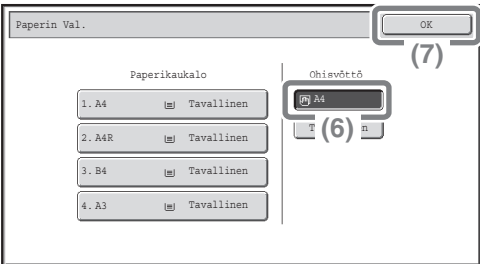 Paperin Val.
OK
(7)
Paperikaukalo
Ohisvõttõ
1. A4 Tavallinen
A4
(6)
2. A4R Tavallinen
3. B4 Tavallinen
4. A3 Tavallinen